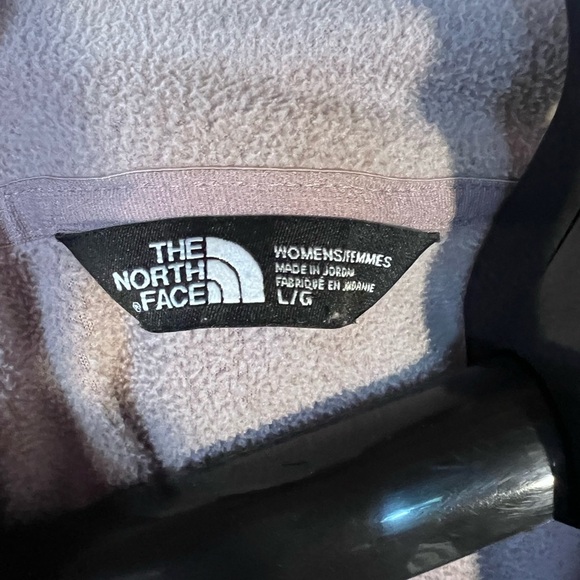 THE
NORTH
FACE®
WOMENS/FEMMES
MADE IN JORDAN
FABRIQUÉ EN JORDANIE
L/G